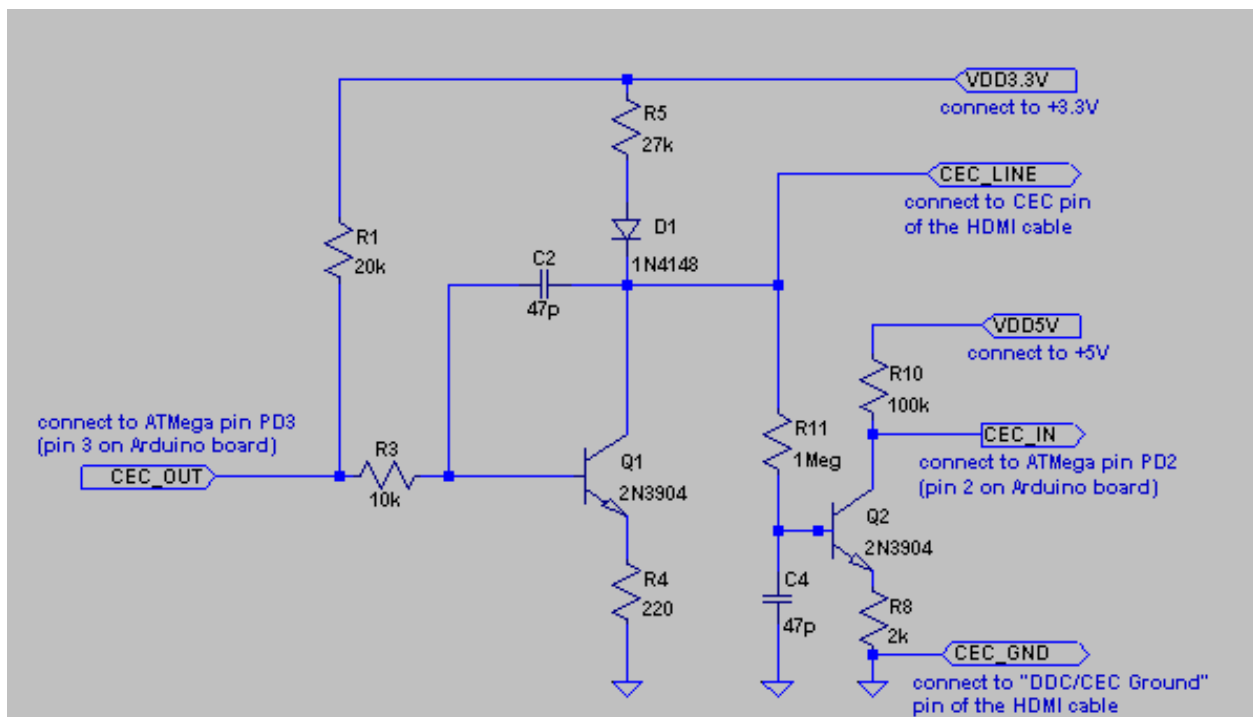 VDD3.3V
connect to +3.3V
R5
27k
CEC_LINE
connect to CEC pin
of the HDMI cable
R1
20k
D1
1N4148
C2
47p
VDD5V
connect to +5V
R10
100k
connect to ATMega pin PD3
(pin 3 on Arduino board)
CEC_OUT
R3
10k
Q1
2N3904
R11
1Meg
CEC_IN
connect to ATMega pin PD2
(pin 2 on Arduino board)
Q2
2N3904
R4
220
C4
47p
R8
2k
CEC_GND
connect to "DDC/CEC Ground"
pin of the HDMI cable